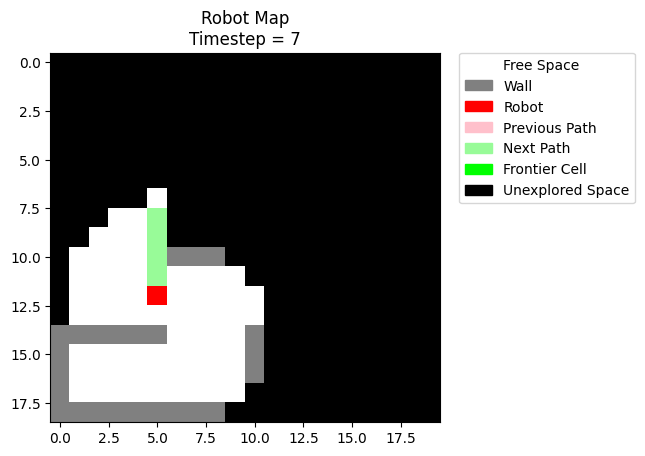 Robot Map
Timestep = 7
0.0
2.5
5.0
7.5
10.0
12.5
15.0
17.5
0.0 2.5 5.0 7.5 10.0 12.5 15.0 17.5
Free Space
Wall
Robot
Previous Path
Next Path
Frontier Cell
Unexplored Space